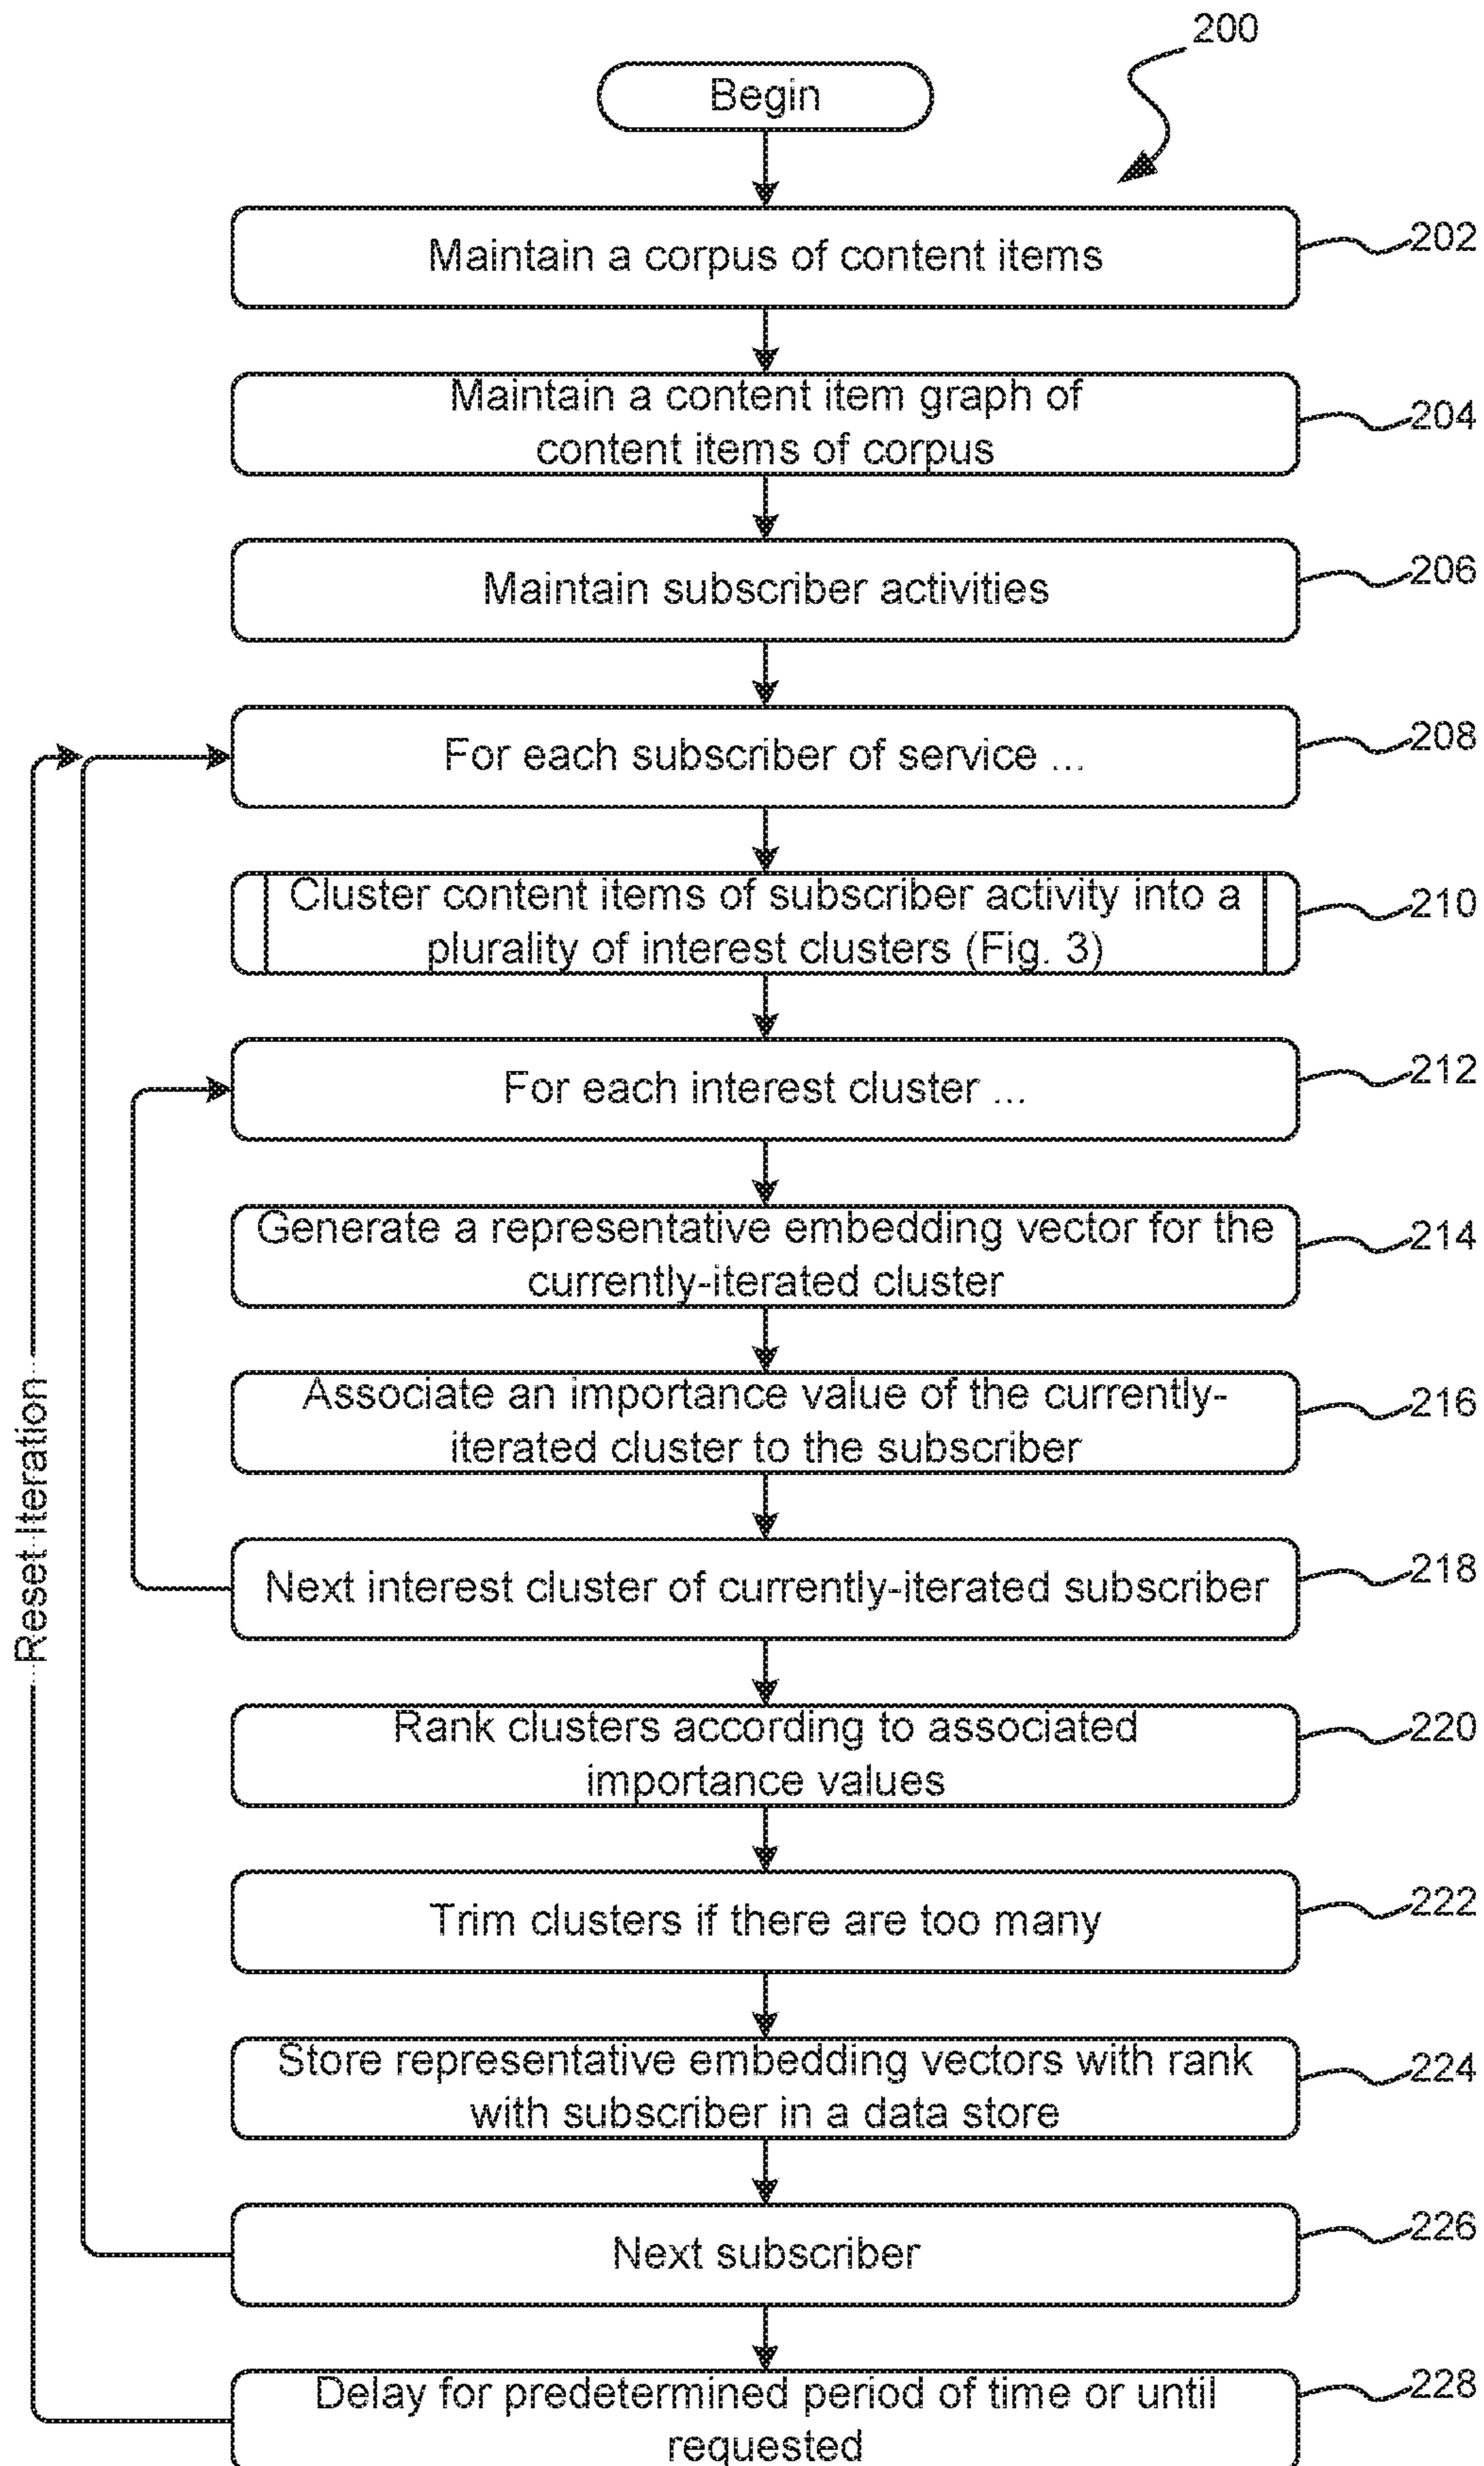 200
Begin
Maintain a corpus of content items
202
Maintain a content item graph of
content items of corpus
204
Maintain subscriber activities
206
For each subscriber of service ...
208
Cluster content items of subscriber activity into a
plurality of interest clusters (Fig. 3)
210
For each interest cluster ...
212
Generate a representative embedding vector for the
currently-iterated cluster
214
Associate an importance value of the currently-
iterated cluster to the subscriber
216
Reset Iteration
Next interest cluster of currently-iterated subscriber
218
Rank clusters according to associated
importance values
220
Trim clusters if there are too many
222
Store representative embedding vectors with rank
with subscriber in a data store
224
Next subscriber
226
Delay for predetermined period of time or until
requested
228